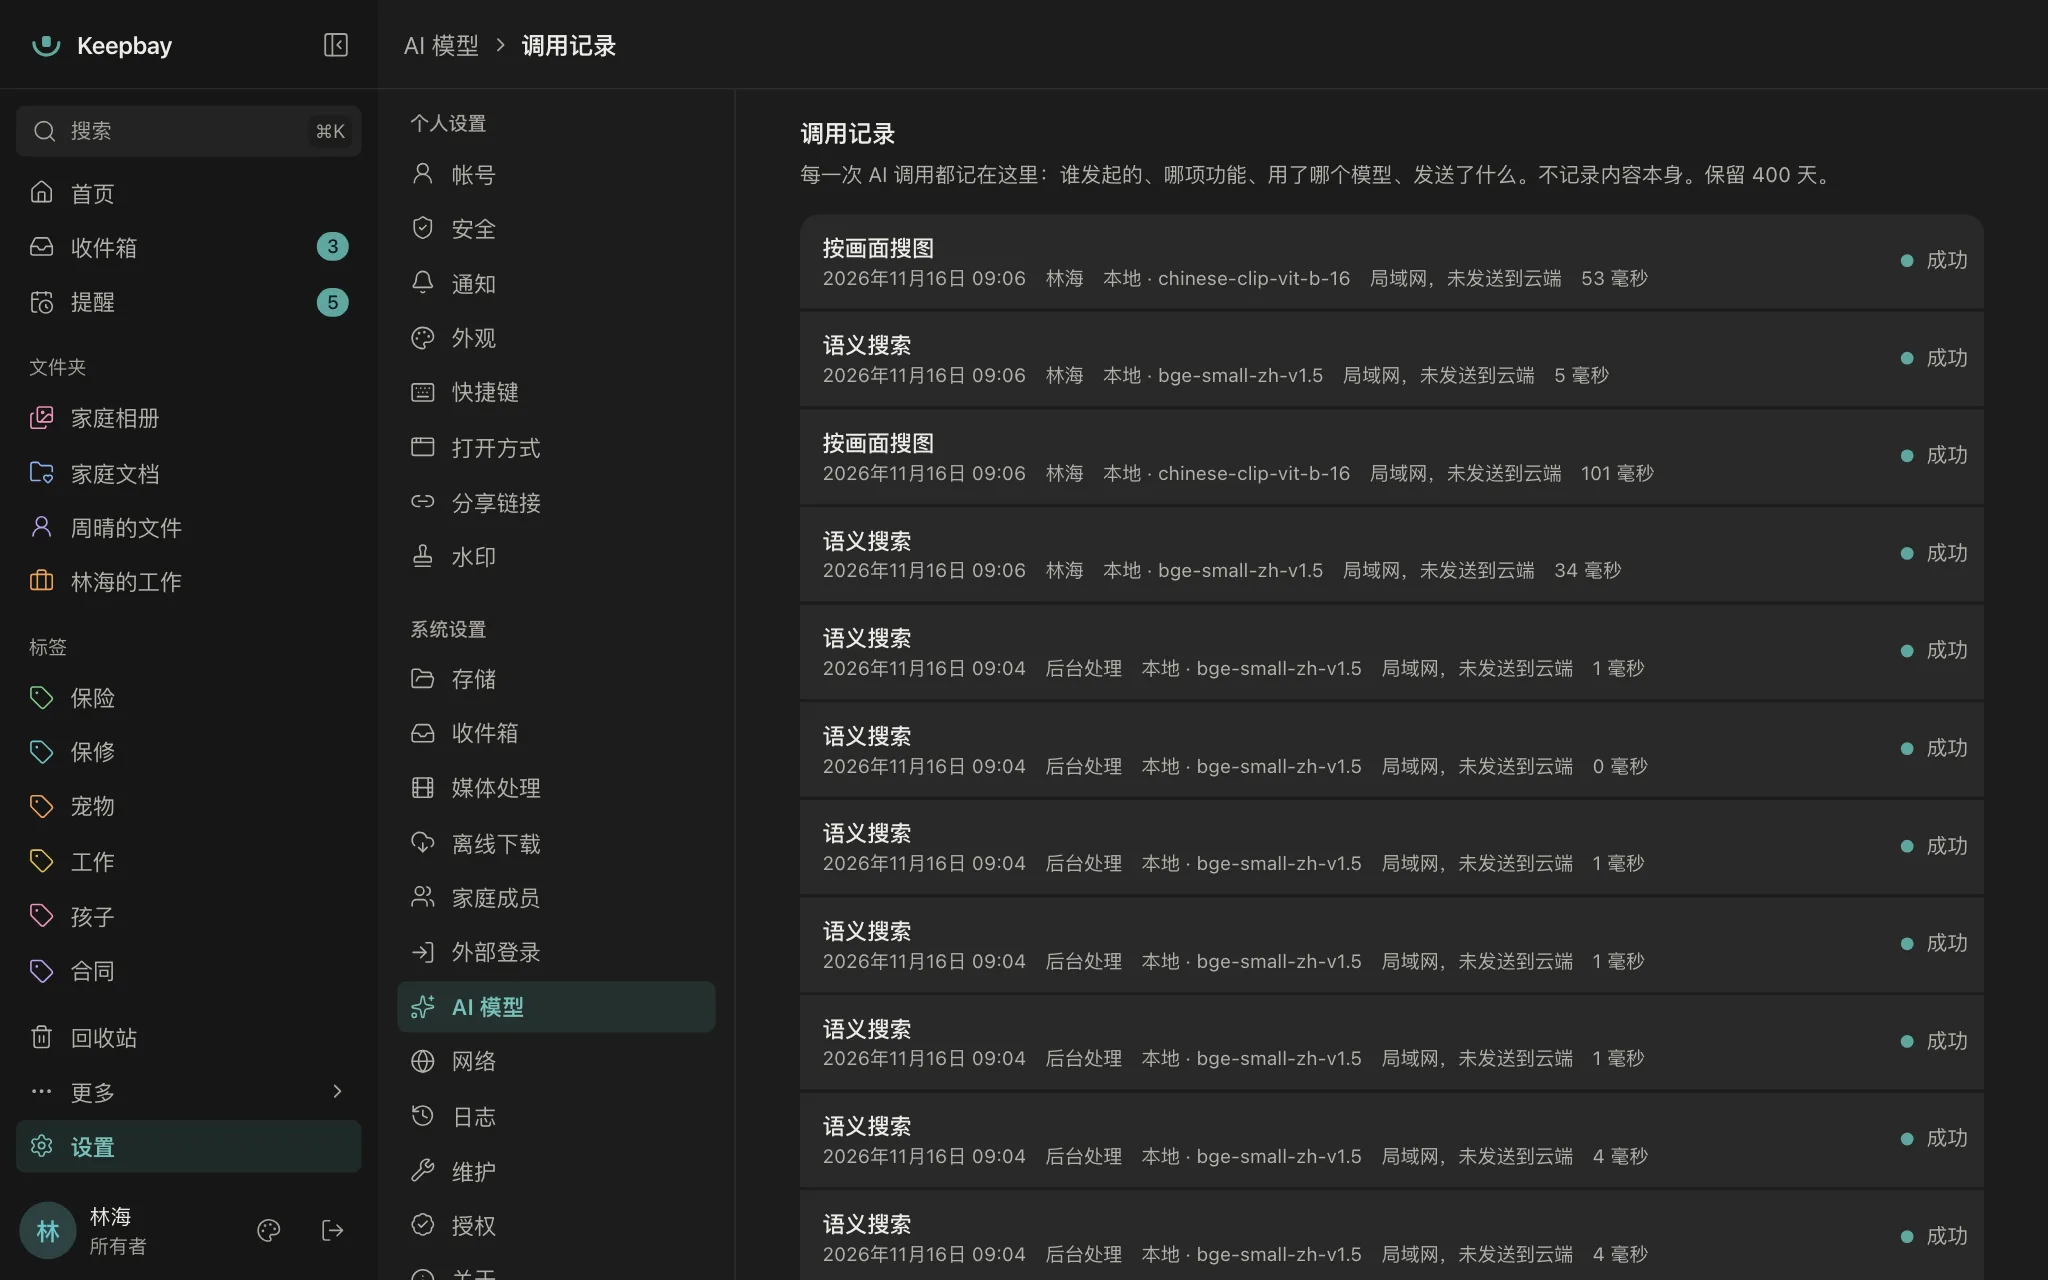 Keepbay
搜索 ⌘K
首页
收件箱 3
提醒 5
文件夹
家庭相册
家庭文档
周晴的文件
林海的工作
标签
保险
保修
宠物
工作
孩子
合同
回收站
更多
设置
林 林海
所有者
AI 模型 > 调用记录
个人设置
帐号
安全
通知
外观
快捷键
打开方式
分享链接
水印
系统设置
存储
收件箱
媒体处理
离线下载
家庭成员
外部登录
AI 模型
网络
日志
维护
授权
调用记录
每一次 AI 调用都记在这里：谁发起的、哪项功能、用了哪个模型、发送了什么。不记录内容本身。保留 400 天。
按画面搜图
2026年11月16日 09:06 林海 本地 · chinese-clip-vit-b-16 局域网，未发送到云端 53 毫秒
成功
语义搜索
2026年11月16日 09:06 林海 本地 · bge-small-zh-v1.5 局域网，未发送到云端 5 毫秒
成功
按画面搜图
2026年11月16日 09:06 林海 本地 · chinese-clip-vit-b-16 局域网，未发送到云端 101 毫秒
成功
语义搜索
2026年11月16日 09:06 林海 本地 · bge-small-zh-v1.5 局域网，未发送到云端 34 毫秒
成功
语义搜索
2026年11月16日 09:04 后台处理 本地 · bge-small-zh-v1.5 局域网，未发送到云端 1 毫秒
成功
语义搜索
2026年11月16日 09:04 后台处理 本地 · bge-small-zh-v1.5 局域网，未发送到云端 0 毫秒
成功
语义搜索
2026年11月16日 09:04 后台处理 本地 · bge-small-zh-v1.5 局域网，未发送到云端 1 毫秒
成功
语义搜索
2026年11月16日 09:04 后台处理 本地 · bge-small-zh-v1.5 局域网，未发送到云端 1 毫秒
成功
语义搜索
2026年11月16日 09:04 后台处理 本地 · bge-small-zh-v1.5 局域网，未发送到云端 1 毫秒
成功
语义搜索
2026年11月16日 09:04 后台处理 本地 · bge-small-zh-v1.5 局域网，未发送到云端 4 毫秒
成功
语义搜索
2026年11月16日 09:04 后台处理 本地 · bge-small-zh-v1.5 局域网，未发送到云端 4 毫秒
成功